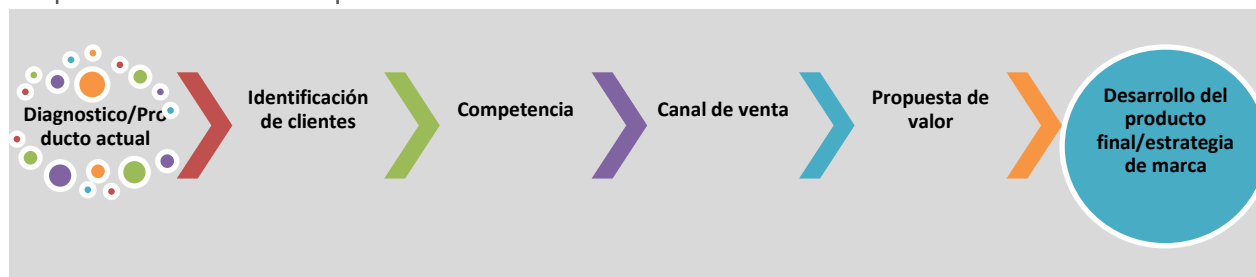 Diagnostico/Pro
ducto actual
Identificación
de clientes
Competencia
Canal de venta
Propuesta de
valor
Desarrollo del
producto
final/estrategia
de marca